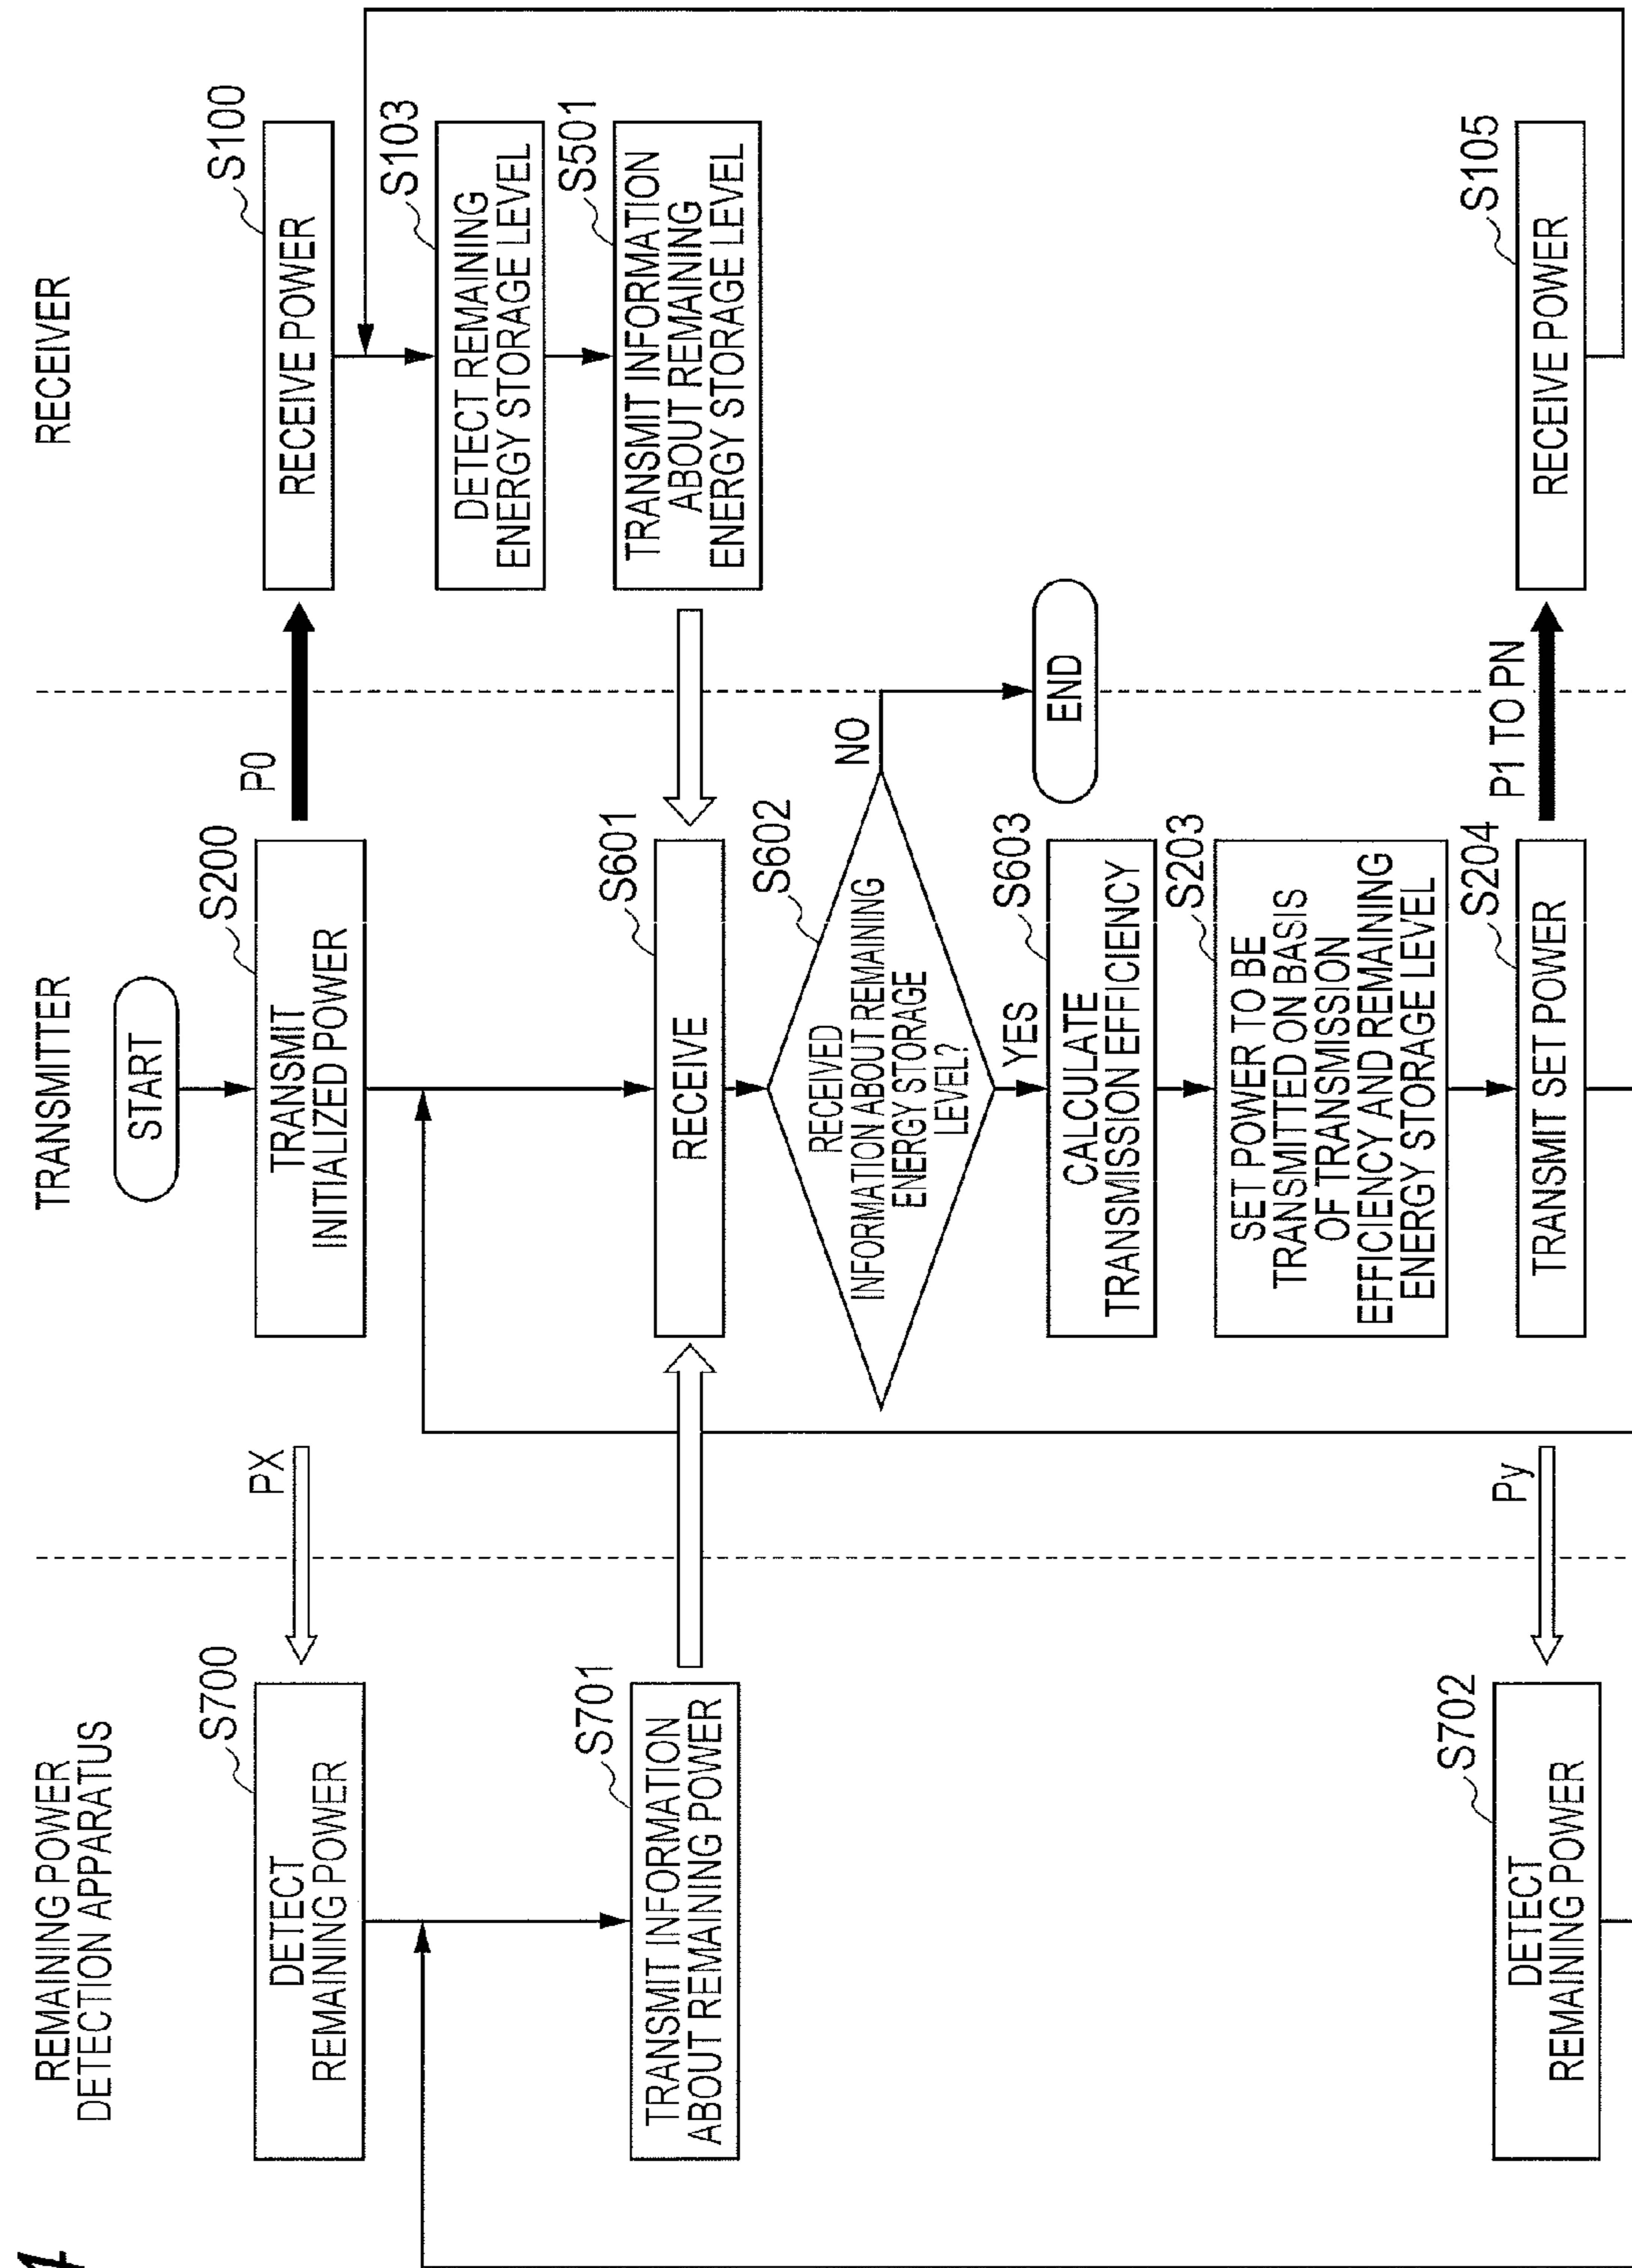 REMAINING POWER
DETECTION APPARATUS
TRANSMITTER
RECEIVER
START
S700
DETECT
REMAINING POWER
PX
S200
TRANSMIT
INITIALIZED POWER
P0
S100
RECEIVE POWER
S103
DETECT REMAINING
ENERGY STORAGE LEVEL
S701
TRANSMIT INFORMATION
ABOUT REMAINING POWER
S601
RECEIVE
S501
TRANSMIT INFORMATION
ABOUT REMAINING
ENERGY STORAGE LEVEL
S602
RECEIVED
INFORMATION ABOUT REMAINING
ENERGY STORAGE
LEVEL?
NO
YES
END
S603
CALCULATE
TRANSMISSION EFFICIENCY
S203
SET POWER TO BE
TRANSMITTED ON BASIS
OF TRANSMISSION
EFFICIENCY AND REMAINING
ENERGY STORAGE LEVEL
S702
DETECT
REMAINING POWER
Py
S204
TRANSMIT SET POWER
P1 TO PN
S105
RECEIVE POWER